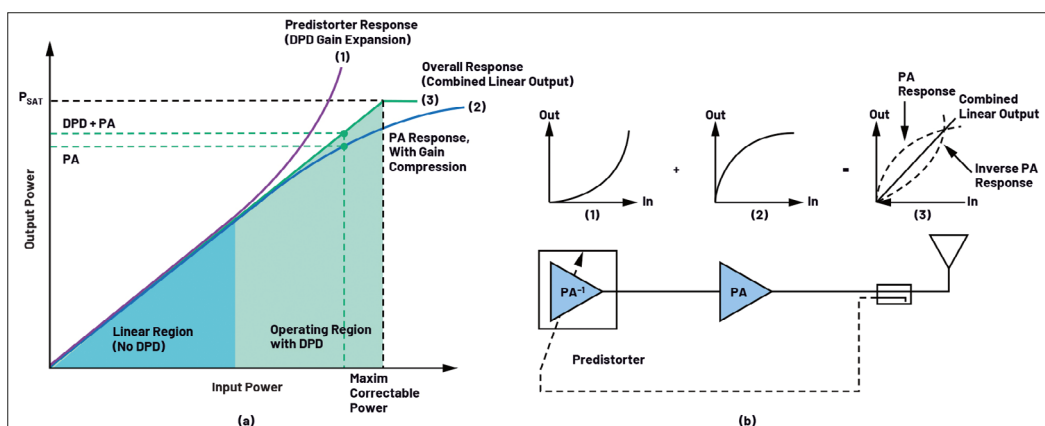 Predistorter Response
(DPD Gain Expansion)
(1)
Overall Response
(Combined Linear Output)
(3)
(2)
PSAT
DPD + PA
PA
PA Response,
With Gain
Compression
Output Power
Linear Region
(No DPD)
Operating Region
with DPD
Input Power
Maxim
Correctable
Power
(a)
Out
In
(1)
+
Out
In
(2)
-
PA
Response
Out
Combined
Linear Output
Inverse PA
Response
In
(3)
PA-1
PA
Predistorter
(b)